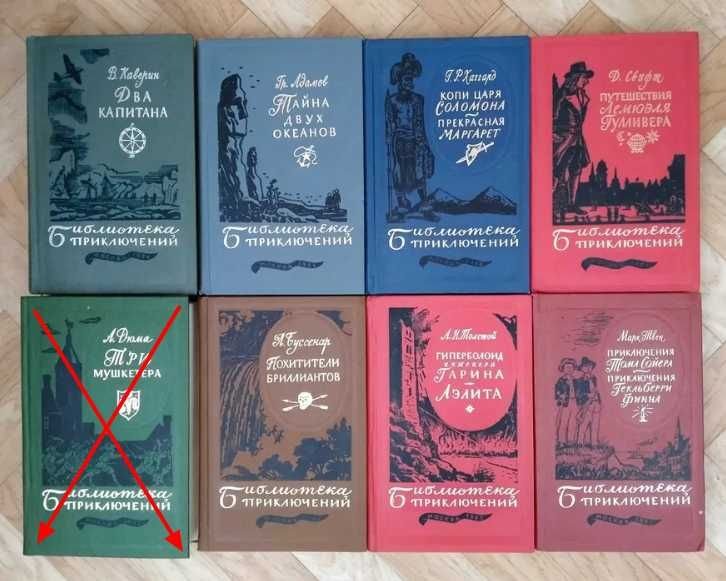 В. Каверин
ДВА
КАПИТАНА
Библиотека
ПРИКЛЮЧЕНИЙ
Гр. Адамов
ТАЙНА
ДВУХ
ОКЕАНОВ
Библиотека
ПРИКЛЮЧЕНИЙ
Г.Р.Хаггард
КОПИ ЦАРЯ
СОЛОМОНА
ПРЕКРАСНАЯ
МАРГАРЕТ
Библиотека
ПРИКЛЮЧЕНИЙ
Д. Свифт
ПУТЕШЕСТВИЯ
Лемюэля
Гулливера
Библиотека
ПРИКЛЮЧЕНИЙ
А. Дюма
ТРИ
МУШКЕТЕРА
Библиотека
ПРИКЛЮЧЕНИЙ
Л. Буссенар
ПОХИТИТЕЛИ
БРИЛЛИАНТОВ
Библиотека
ПРИКЛЮЧЕНИЙ
А.Н.Толстой
ГИПЕРБОЛОИД
инженера
ГАРИНА
АЭЛИТА
Библиотека
ПРИКЛЮЧЕНИЙ
МОСКВА
Марк Твен
ПРИКЛЮЧЕНИЯ
Тома Сойера
ПРИКЛЮЧЕНИЯ
Гекльберри
Финна
Библиотека
ПРИКЛЮЧЕНИЙ
МОСКВА